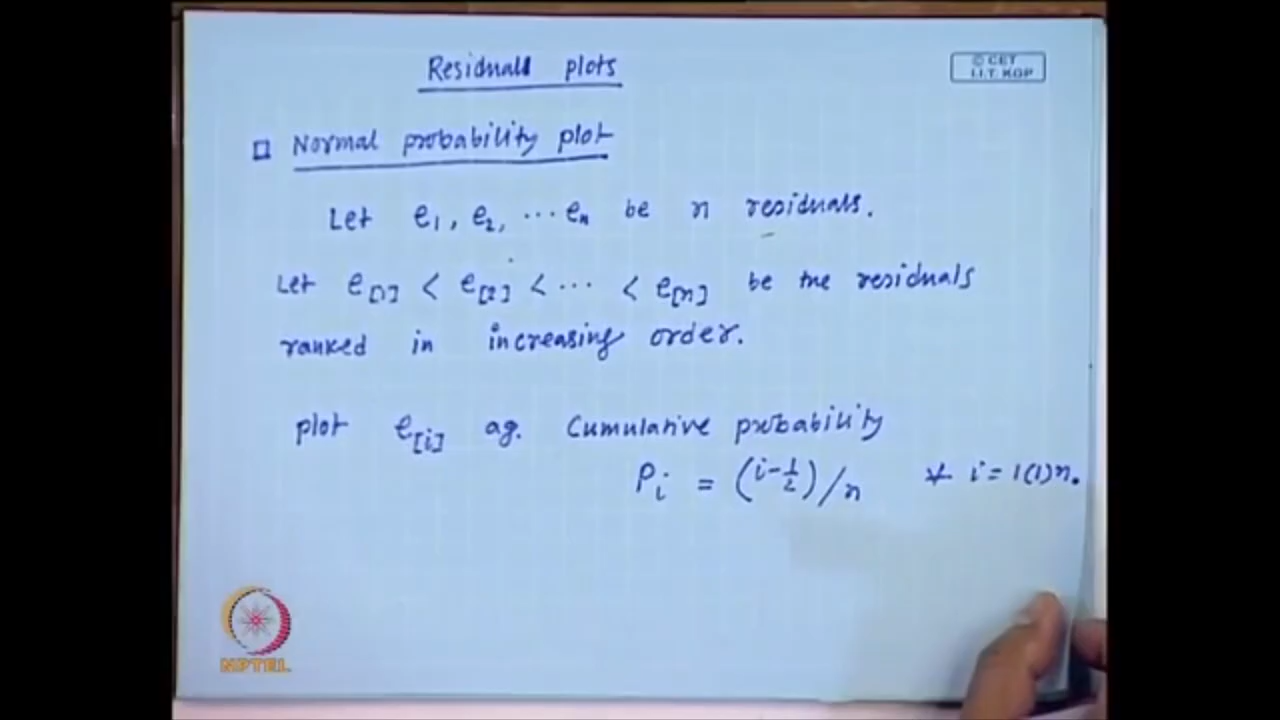 Residuals plots
© CET
I.I.T. KGP
Normal probability plot
Let e₁, e₂, ... eₙ be n residuals.
Let e[1] < e[2] < ... < e[n] be the residuals
ranked in increasing order.
plot e[i] ag. Cumulative probability
Pᵢ = (i-1/2)/n ∀ i = 1(1)n.
NPTEL